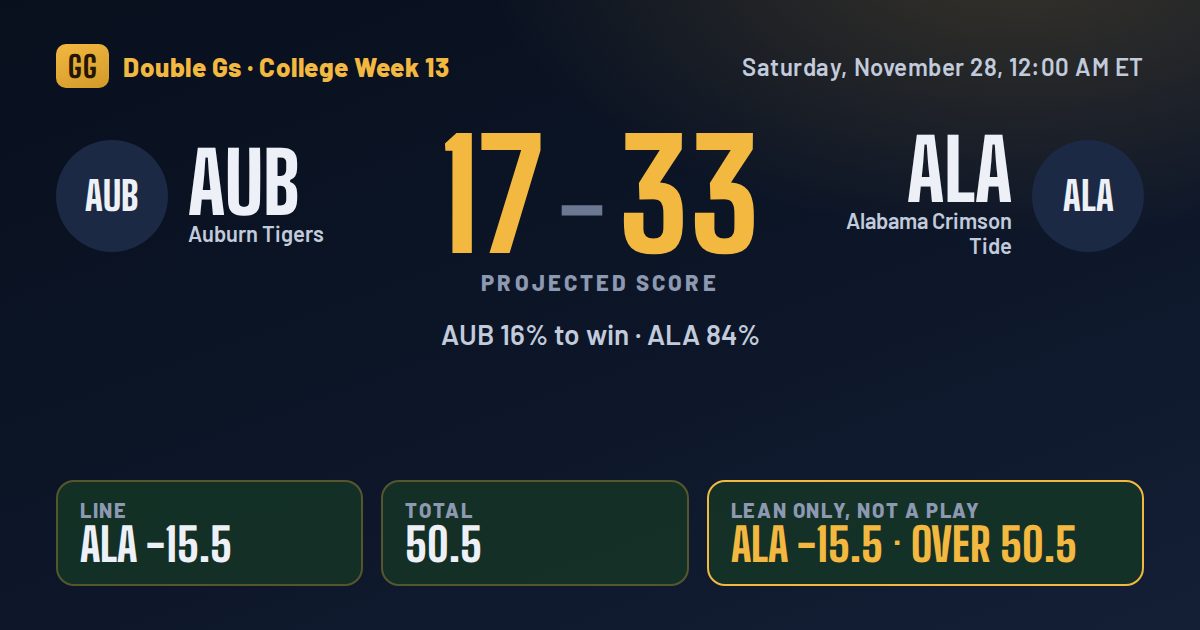 GG
Double Gs · College Week 13
Saturday, November 28, 12:00 AM ET
AUB
AUB
Auburn Tigers
17 – 33
PROJECTED SCORE
AUB 16% to win · ALA 84%
ALA
Alabama Crimson
Tide
ALA
LINE
ALA −15.5
TOTAL
50.5
LEAN ONLY, NOT A PLAY
ALA −15.5 · OVER 50.5